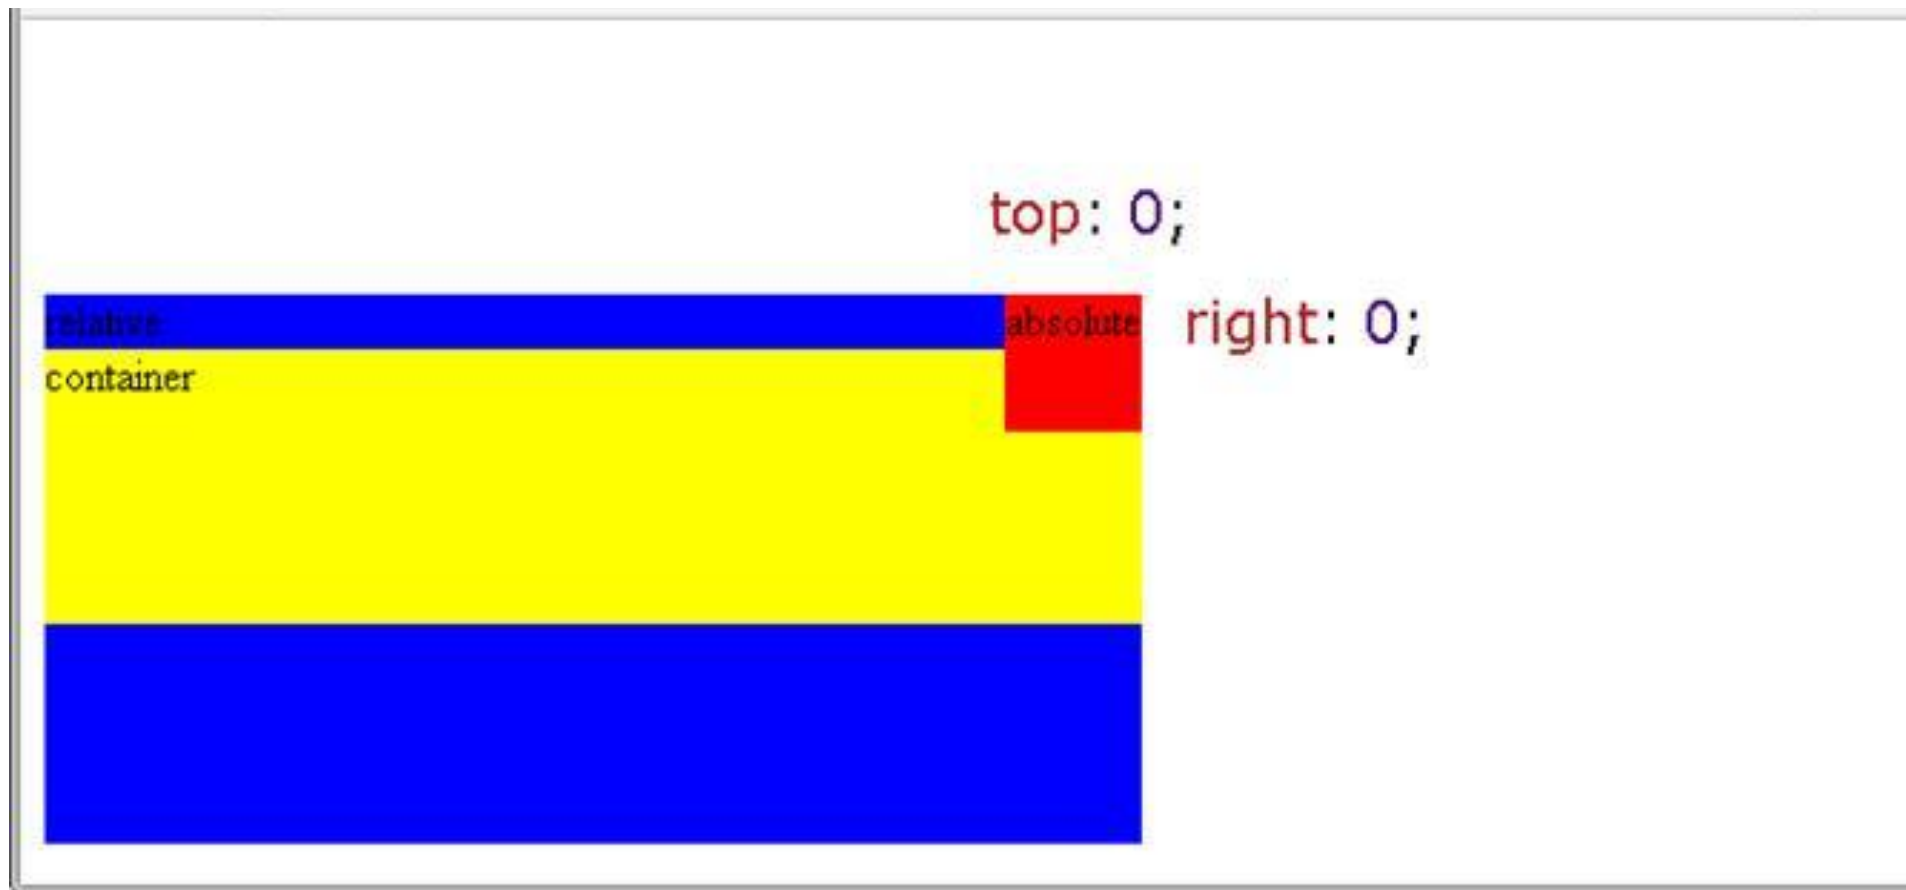 top: 0;
relative
absolute
right: 0;
container